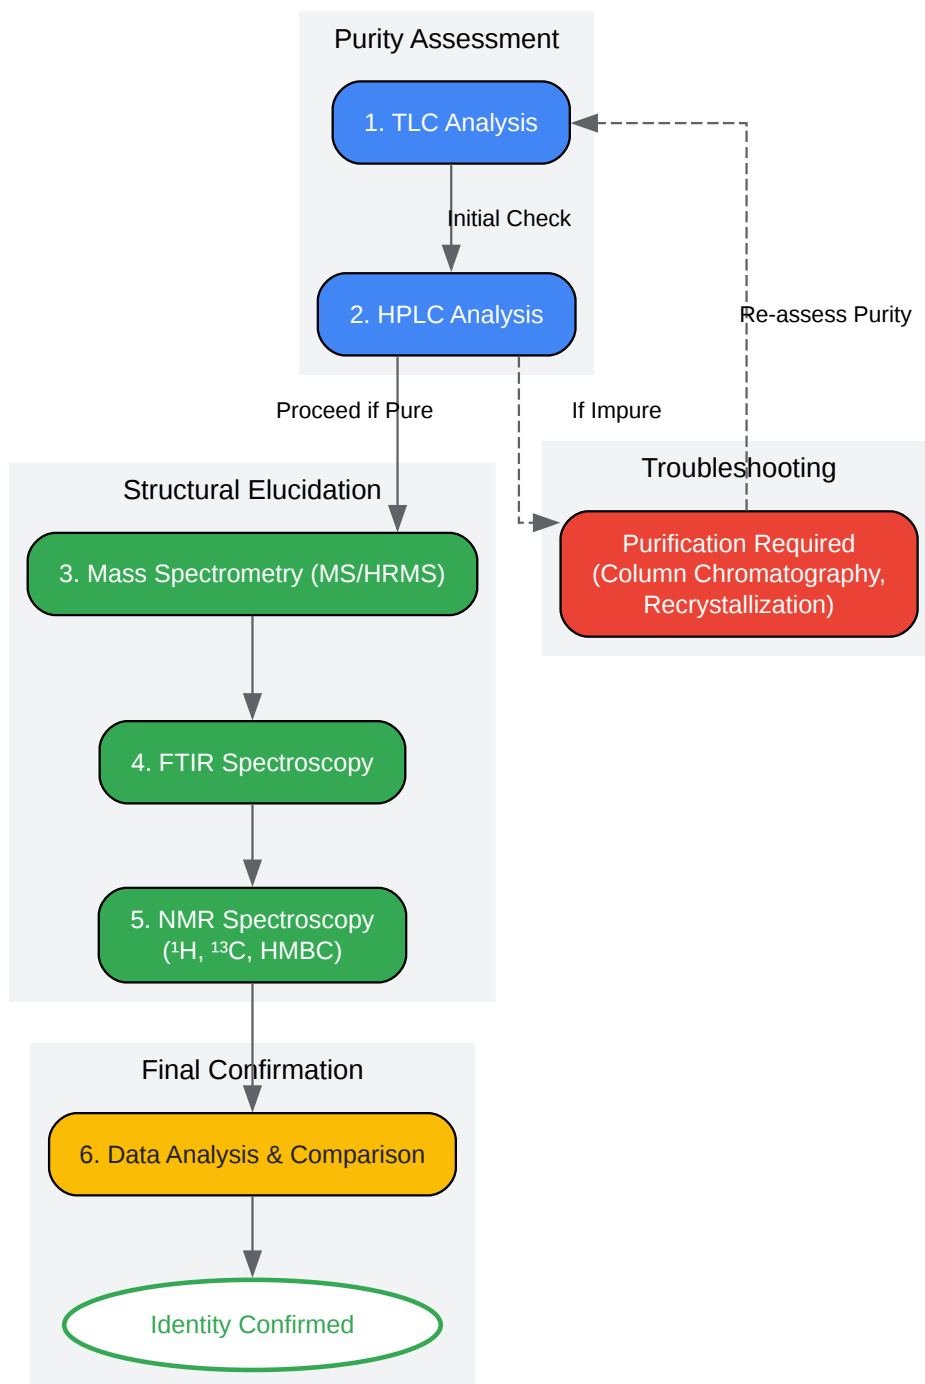 Purity Assessment
1. TLC Analysis
Initial Check
2. HPLC Analysis
Re-assess Purity
Proceed if Pure
If Impure
Troubleshooting
Purification Required
(Column Chromatography,
Recrystallization)
Structural Elucidation
3. Mass Spectrometry (MS/HRMS)
4. FTIR Spectroscopy
5. NMR Spectroscopy
(¹H, ¹³C, HMBC)
Final Confirmation
6. Data Analysis & Comparison
Identity Confirmed